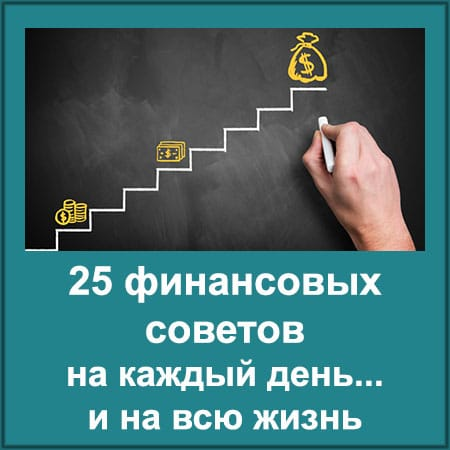 25 финансовых
советов
на каждый день...
и на всю жизнь